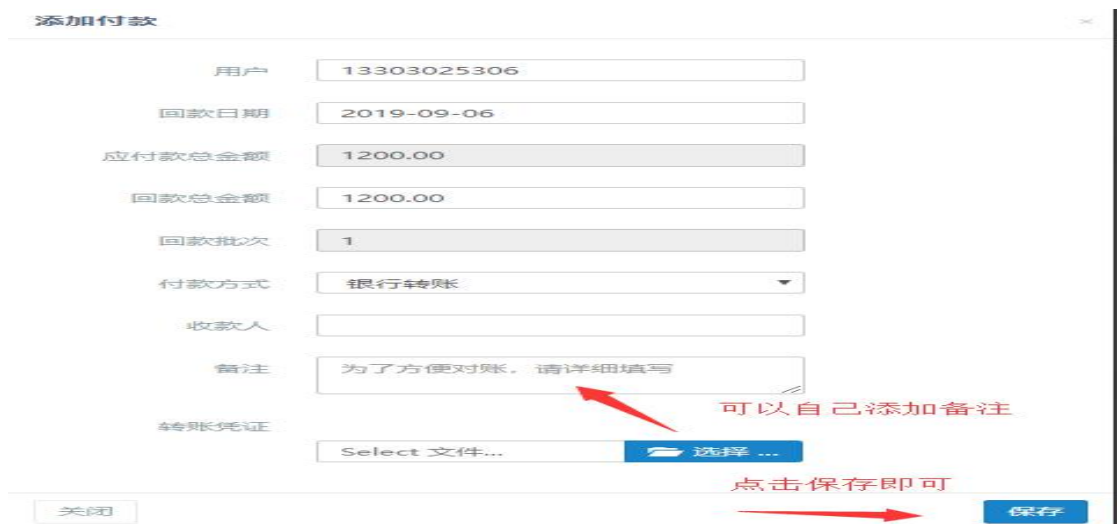 添加付款
×
用户 13303025306
回款日期 2019-09-06
应付款总金额 1200.00
回款总金额 1200.00
回款批次 1
付款方式 银行转账
收款人
备注 为了方便对账，请详细填写
可以自己添加备注
转账凭证
Select 文件... 选择 ...
点击保存即可
关闭 保存